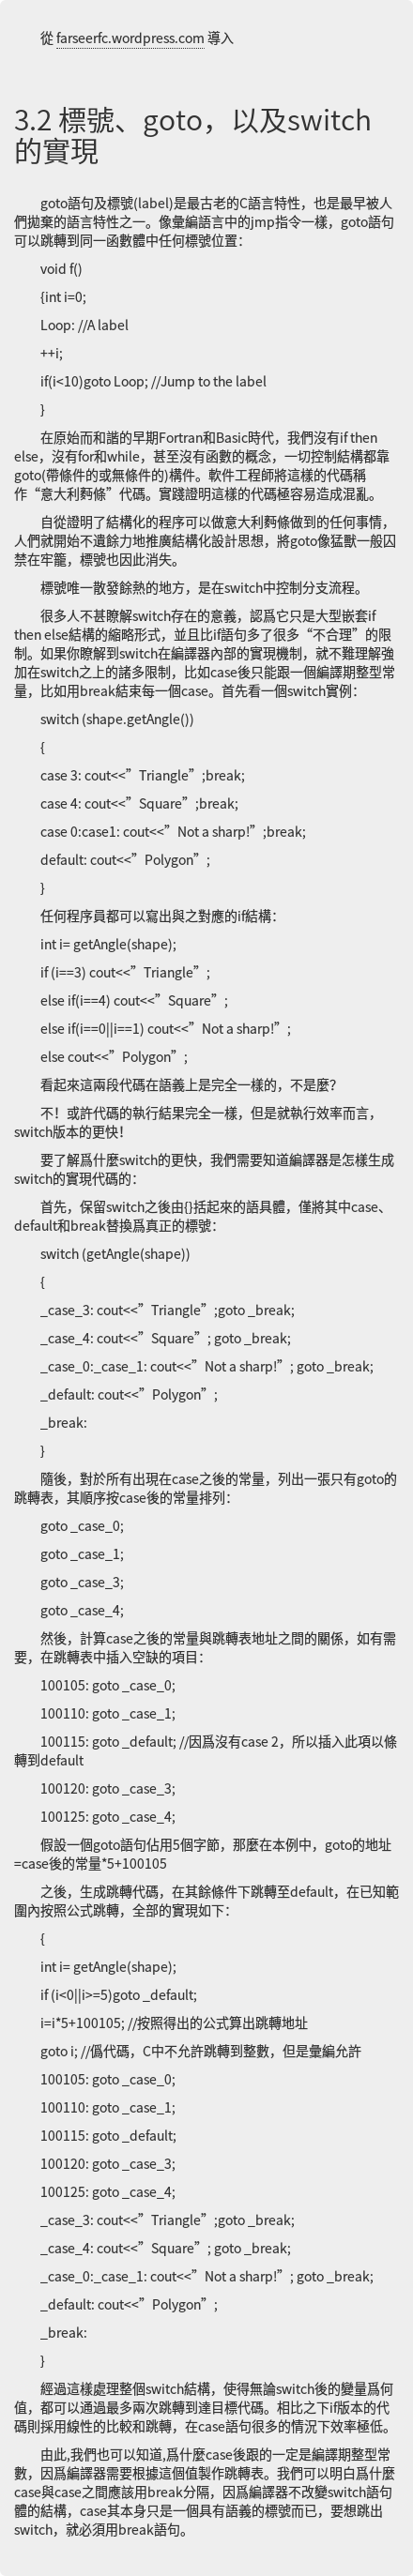 從 farseerfc.wordpress.com 導入
3.2 標號、goto，以及switch
的實現
goto語句及標號(label)是最古老的C語言特性，也是最早被人
們拋棄的語言特性之一。像彙編語言中的jmp指令一樣，goto語句
可以跳轉到同一函數體中任何標號位置：
void f()
{int i=0;
Loop: //A label
++i;
if(i<10)goto Loop; //Jump to the label
}
在原始而和諧的早期Fortran和Basic時代，我們沒有if then
else，沒有for和while，甚至沒有函數的概念，一切控制結構都靠
goto(帶條件的或無條件的)構件。軟件工程師將這樣的代碼稱
作“意大利麪條”代碼。實踐證明這樣的代碼極容易造成混亂。
自從證明了結構化的程序可以做意大利麪條做到的任何事情，
人們就開始不遺餘力地推廣結構化設計思想，將goto像猛獸一般囚
禁在牢籠，標號也因此消失。
標號唯一散發餘熱的地方，是在switch中控制分支流程。
很多人不甚瞭解switch存在的意義，認爲它只是大型嵌套if
then else結構的縮略形式，並且比if語句多了很多“不合理”的限
制。如果你瞭解到switch在編譯器內部的實現機制，就不難理解強
加在switch之上的諸多限制，比如case後只能跟一個編譯期整型常
量，比如用break結束每一個case。首先看一個switch實例：
switch (shape.getAngle())
{
case 3: cout<<”Triangle”;break;
case 4: cout<<”Square”;break;
case 0:case1: cout<<”Not a sharp!”;break;
default: cout<<”Polygon”;
}
任何程序員都可以寫出與之對應的if結構：
int i= getAngle(shape);
if (i==3) cout<<”Triangle”;
else if(i==4) cout<<”Square”;
else if(i==0||i==1) cout<<”Not a sharp!”;
else cout<<”Polygon”;
看起來這兩段代碼在語義上是完全一樣的，不是麼？
不！或許代碼的執行結果完全一樣，但是就執行效率而言，
switch版本的更快！
要了解爲什麼switch的更快，我們需要知道編譯器是怎樣生成
switch的實現代碼的：
首先，保留switch之後由{}括起來的語具體，僅將其中case、
default和break替換爲真正的標號：
switch (getAngle(shape))
{
_case_3: cout<<”Triangle”;goto _break;
_case_4: cout<<”Square”; goto _break;
_case_0:_case_1: cout<<”Not a sharp!”; goto _break;
_default: cout<<”Polygon”;
_break:
}
隨後，對於所有出現在case之後的常量，列出一張只有goto的
跳轉表，其順序按case後的常量排列：
goto _case_0;
goto _case_1;
goto _case_3;
goto _case_4;
然後，計算case之後的常量與跳轉表地址之間的關係，如有需
要，在跳轉表中插入空缺的項目：
100105: goto _case_0;
100110: goto _case_1;
100115: goto _default; //因爲沒有case 2，所以插入此項以條
轉到default
100120: goto _case_3;
100125: goto _case_4;
假設一個goto語句佔用5個字節，那麼在本例中，goto的地址
=case後的常量*5+100105
之後，生成跳轉代碼，在其餘條件下跳轉至default，在已知範
圍內按照公式跳轉，全部的實現如下：
{
int i= getAngle(shape);
if (i<0||i>=5)goto _default;
i=i*5+100105; //按照得出的公式算出跳轉地址
goto i; //僞代碼，C中不允許跳轉到整數，但是彙編允許
100105: goto _case_0;
100110: goto _case_1;
100115: goto _default;
100120: goto _case_3;
100125: goto _case_4;
_case_3: cout<<”Triangle”;goto _break;
_case_4: cout<<”Square”; goto _break;
_case_0:_case_1: cout<<”Not a sharp!”; goto _break;
_default: cout<<”Polygon”;
_break:
}
經過這樣處理整個switch結構，使得無論switch後的變量爲何
值，都可以通過最多兩次跳轉到達目標代碼。相比之下if版本的代
碼則採用線性的比較和跳轉，在case語句很多的情況下效率極低。
由此,我們也可以知道,爲什麼case後跟的一定是編譯期整型常
數，因爲編譯器需要根據這個值製作跳轉表。我們可以明白爲什麼
case與case之間應該用break分隔，因爲編譯器不改變switch語句
體的結構，case其本身只是一個具有語義的標號而已，要想跳出
switch，就必須用break語句。